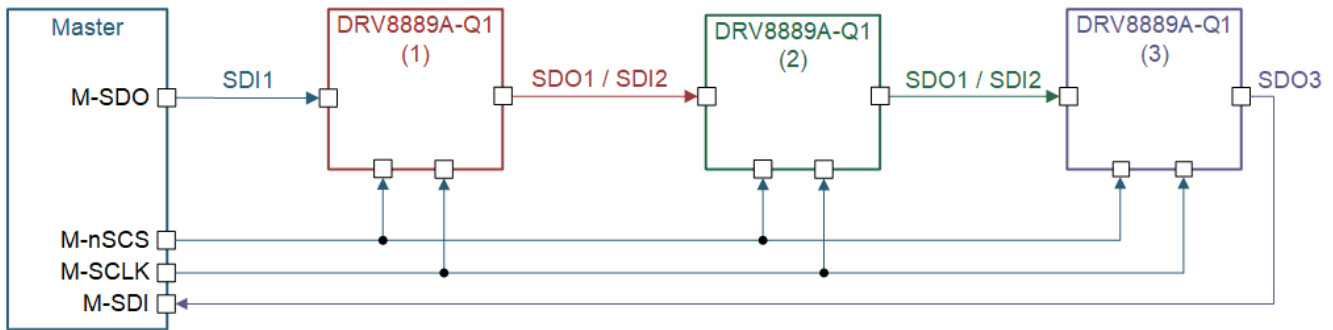 Master
DRV8889A-Q1
(1)
DRV8889A-Q1
(2)
DRV8889A-Q1
(3)
M-SDO
SDI1
SDO1 / SDI2
SDO1 / SDI2
SDO3
M-nSCS
M-SCLK
M-SDI